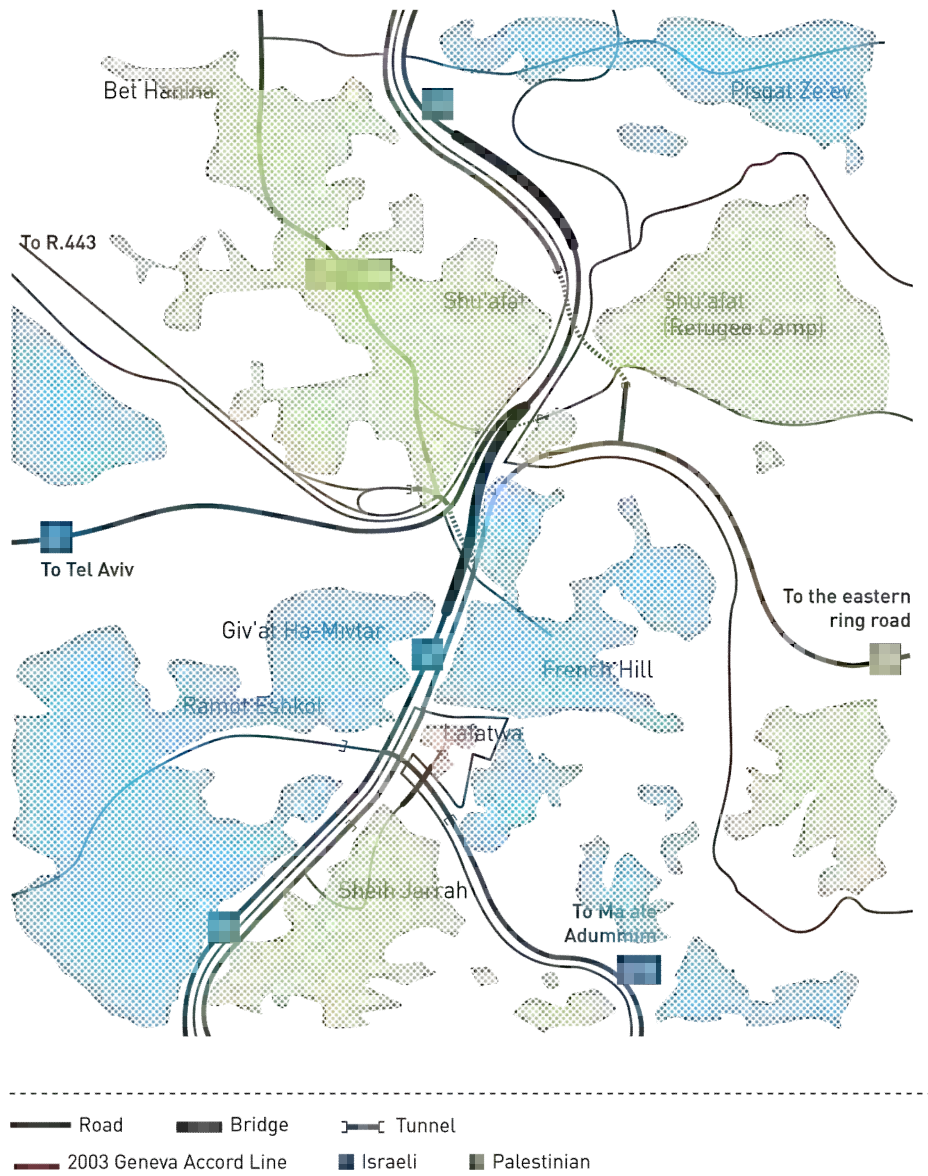 Bet Hanina
Pisgat Ze'ev
To R.443
Shu'afat
Shu'afat
(Refugee Camp)
To Tel Aviv
To the eastern
ring road
Giv'at Ha-Mivtar
French Hill
Ramot Eshkol
Lafatwa
Sheih Jarrah
To Ma'ale
Adummim
Road
Bridge
Tunnel
2003 Geneva Accord Line
Israeli
Palestinian